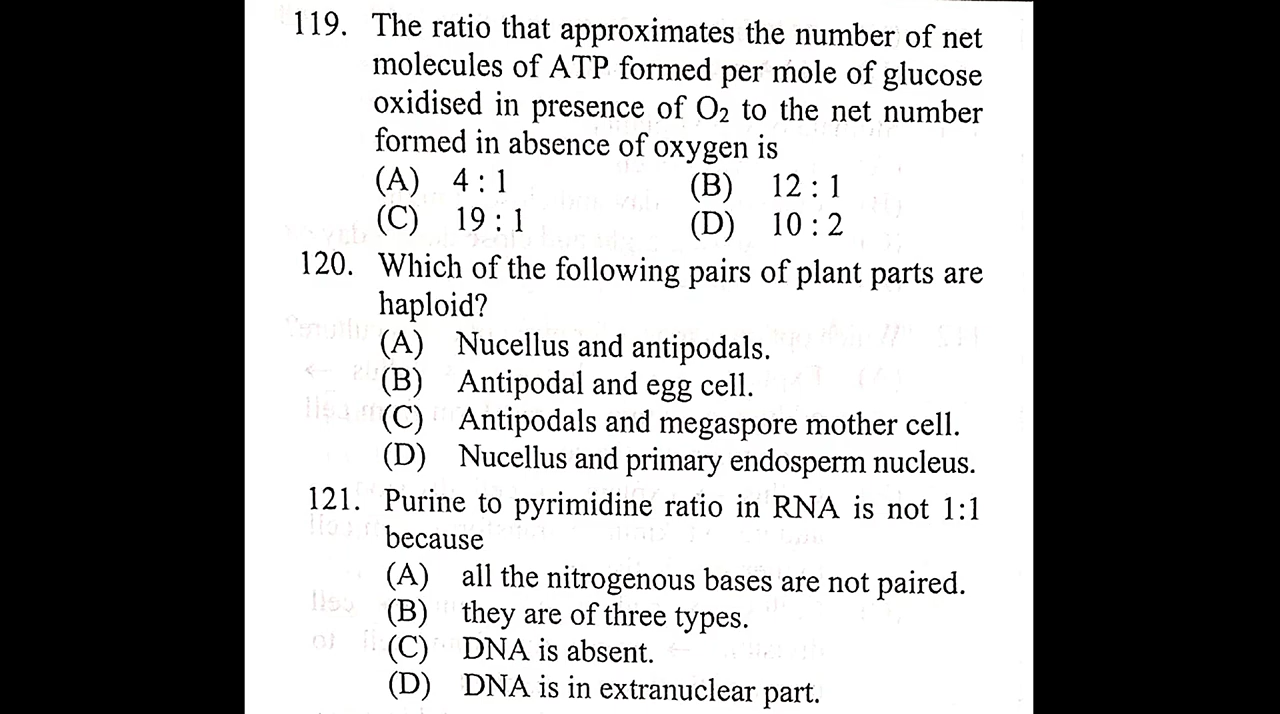 119. The ratio that approximates the number of net
molecules of ATP formed per mole of glucose
oxidised in presence of O₂ to the net number
formed in absence of oxygen is
(A) 4 : 1 (B) 12 : 1
(C) 19 : 1 (D) 10 : 2
120. Which of the following pairs of plant parts are
haploid?
(A) Nucellus and antipodals.
(B) Antipodal and egg cell.
(C) Antipodals and megaspore mother cell.
(D) Nucellus and primary endosperm nucleus.
121. Purine to pyrimidine ratio in RNA is not 1:1
because
(A) all the nitrogenous bases are not paired.
(B) they are of three types.
(C) DNA is absent.
(D) DNA is in extranuclear part.